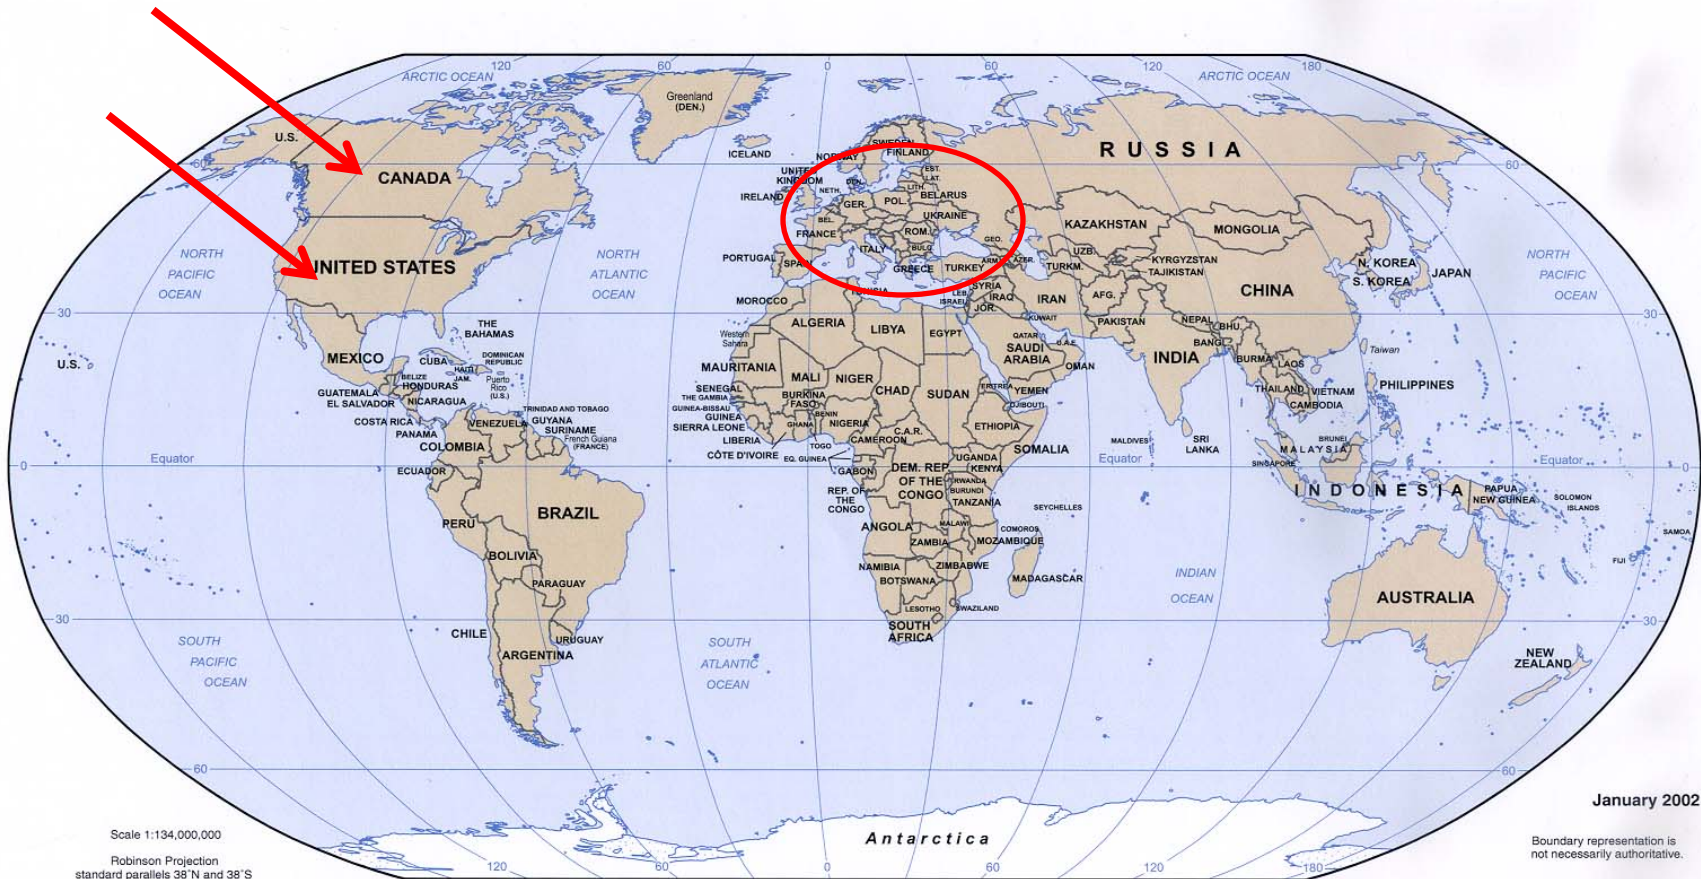 120
60
0
60
120
180
ARCTIC OCEAN
ARCTIC OCEAN
Greenland
(DEN.)
U.S.
ICELAND
NORWAY
SWEDEN
FINLAND
R U S S I A
60
60
CANADA
UNITED
KINGDOM
IRELAND
NETH.
DEN.
EST.
LAT.
LITH.
BELARUS
GER.
POL.
BEL.
UKRAINE
FRANCE
ROM.
ITALY
BULG.
GEO.
KAZAKHSTAN
MONGOLIA
NORTH
PACIFIC
OCEAN
UNITED STATES
NORTH
ATLANTIC
OCEAN
PORTUGAL
SPAIN
GREECE
TURKEY
ARM.
AZER.
UZB.
TURKM.
KYRGYZSTAN
TAJIKISTAN
N. KOREA
S. KOREA
JAPAN
NORTH
PACIFIC
OCEAN
CHINA
MOROCCO
TUNISIA
LEB.
ISRAEL
SYRIA
IRAQ
JOR.
IRAN
AFG.
30
30
THE
BAHAMAS
Western
Sahara
ALGERIA
LIBYA
EGYPT
KUWAIT
QATAR
U.A.E.
SAUDI
ARABIA
PAKISTAN
NEPAL
BHU.
BANG.
INDIA
BURMA
LAOS
Taiwan
U.S.
MEXICO
CUBA
DOMINICAN
REPUBLIC
HAITI
JAM.
Puerto
Rico
(U.S.)
BELIZE
HONDURAS
GUATEMALA
EL SALVADOR
NICARAGUA
MAURITANIA
MALI
NIGER
CHAD
SUDAN
ERITREA
YEMEN
OMAN
DJIBOUTI
THAILAND
VIETNAM
CAMBODIA
PHILIPPINES
SENEGAL
THE GAMBIA
GUINEA-BISSAU
GUINEA
SIERRA LEONE
LIBERIA
CÔTE D'IVOIRE
BURKINA
FASO
BENIN
GHANA
TOGO
NIGERIA
CAMEROON
C.A.R.
ETHIOPIA
SOMALIA
EQ. GUINEA
COSTA RICA
PANAMA
TRINIDAD AND TOBAGO
VENEZUELA
GUYANA
SURINAME
French Guiana
(FRANCE)
COLOMBIA
MALDIVES
SRI
LANKA
BRUNEI
M A L A Y S I A
SINGAPORE
0
Equator
Equator
Equator
0
ECUADOR
GABON
REP. OF
THE
CONGO
DEM. REP.
OF THE
CONGO
UGANDA
KENYA
RWANDA
BURUNDI
TANZANIA
SEYCHELLES
I N D O N E S I A
PAPUA
NEW GUINEA
SOLOMON
ISLANDS
PERU
BRAZIL
BOLIVIA
PARAGUAY
ANGOLA
ZAMBIA
MALAWI
MOZAMBIQUE
COMOROS
NAMIBIA
ZIMBABWE
BOTSWANA
MADAGASCAR
SAMOA
FIJI
INDIAN
OCEAN
AUSTRALIA
LESOTHO
SWAZILAND
SOUTH
AFRICA
30
30
SOUTH
PACIFIC
OCEAN
CHILE
URUGUAY
ARGENTINA
SOUTH
ATLANTIC
OCEAN
NEW
ZEALAND
60
60
Antarctica
January 2002
Scale 1:134,000,000
Robinson Projection
standard parallels 38°N and 38°S
Boundary representation is
not necessarily authoritative.
120
60
0
60
120
180